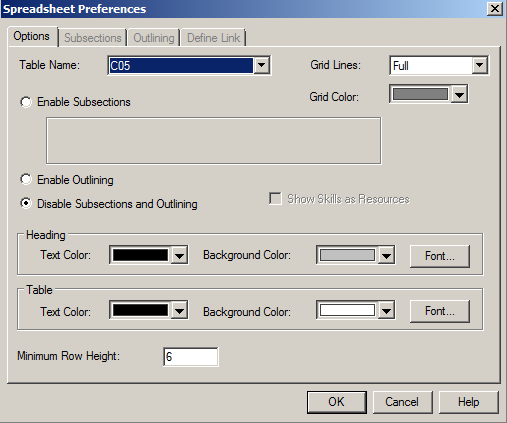 Spreadsheet Preferences
Options Subsections Outlining Define Link
Table Name: C05 Grid Lines: Full
Grid Color:
Enable Subsections
Enable Outlining
Disable Subsections and Outlining Show Skills as Resources
Heading
Text Color: Background Color: Font...
Table
Text Color: Background Color: Font...
Minimum Row Height: 6
OK Cancel Help